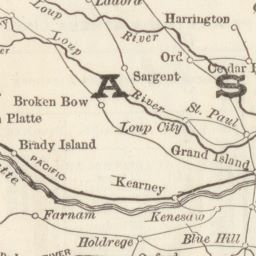 Loup
Harrington
Loup
River
Ord
Cedar
Sargent
A
S
Broken Bow
River
St. Paul
Platte
Loup City
Brady Island
Grand Island
PACIFIC
Kearney
Farnam
Kenesaw
Holdrege
Blue Hill
RIVER